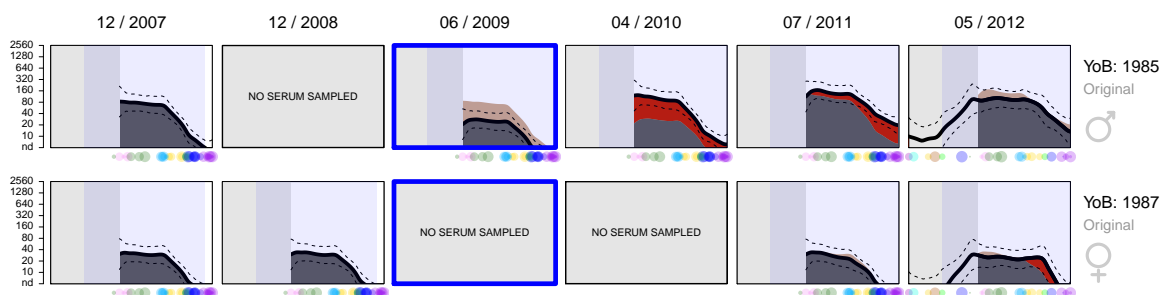 12 / 2007 12 / 2008 06 / 2009 04 / 2010 07 / 2011 05 / 2012
2560
1280
640
320
160
80
40
20
10
nd
NO SERUM SAMPLED
YoB: 1985
Original
2560
1280
640
320
160
80
40
20
10
nd
NO SERUM SAMPLED NO SERUM SAMPLED
YoB: 1987
Original